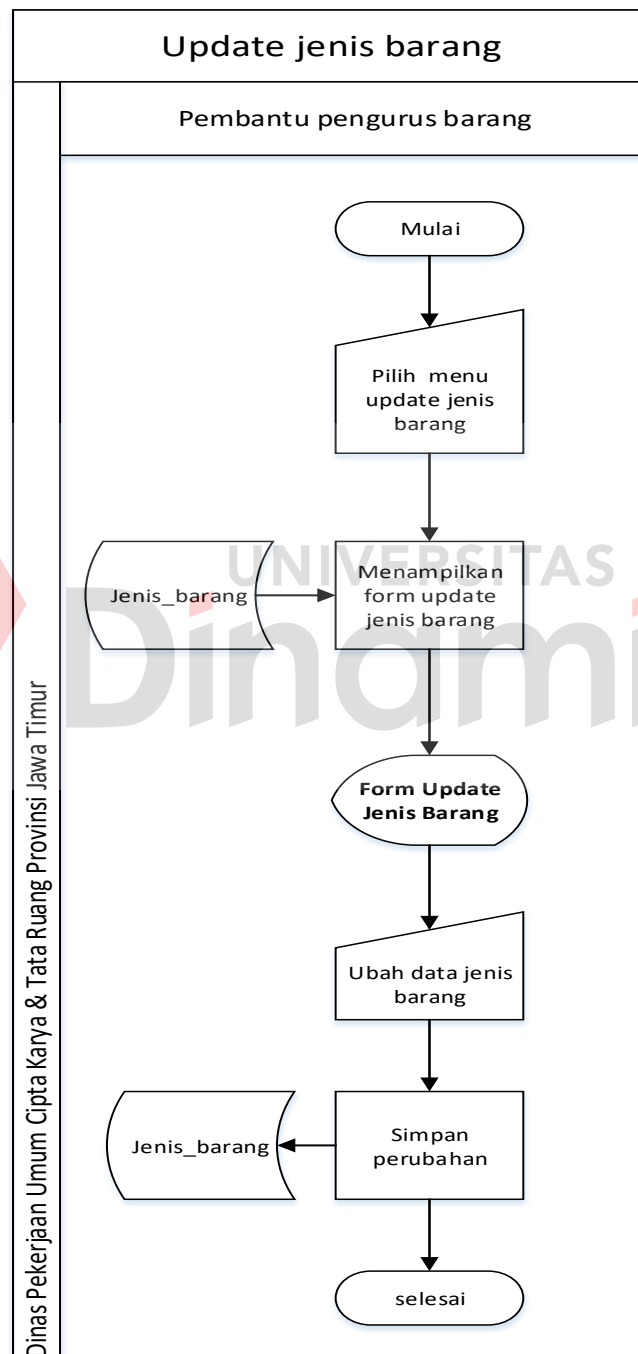 Update jenis barang
Pembantu pengurus barang
Dinas Pekerjaan Umum Cipta Karya & Tata Ruang Provinsi Jawa Timur
Mulai
Pilih menu
update jenis
barang
UNIVERSITAS
Dinami
Jenis_barang
Menampilkan
form update
jenis barang
Form Update
Jenis Barang
Ubah data jenis
barang
Jenis_barang
Simpan
perubahan
selesai